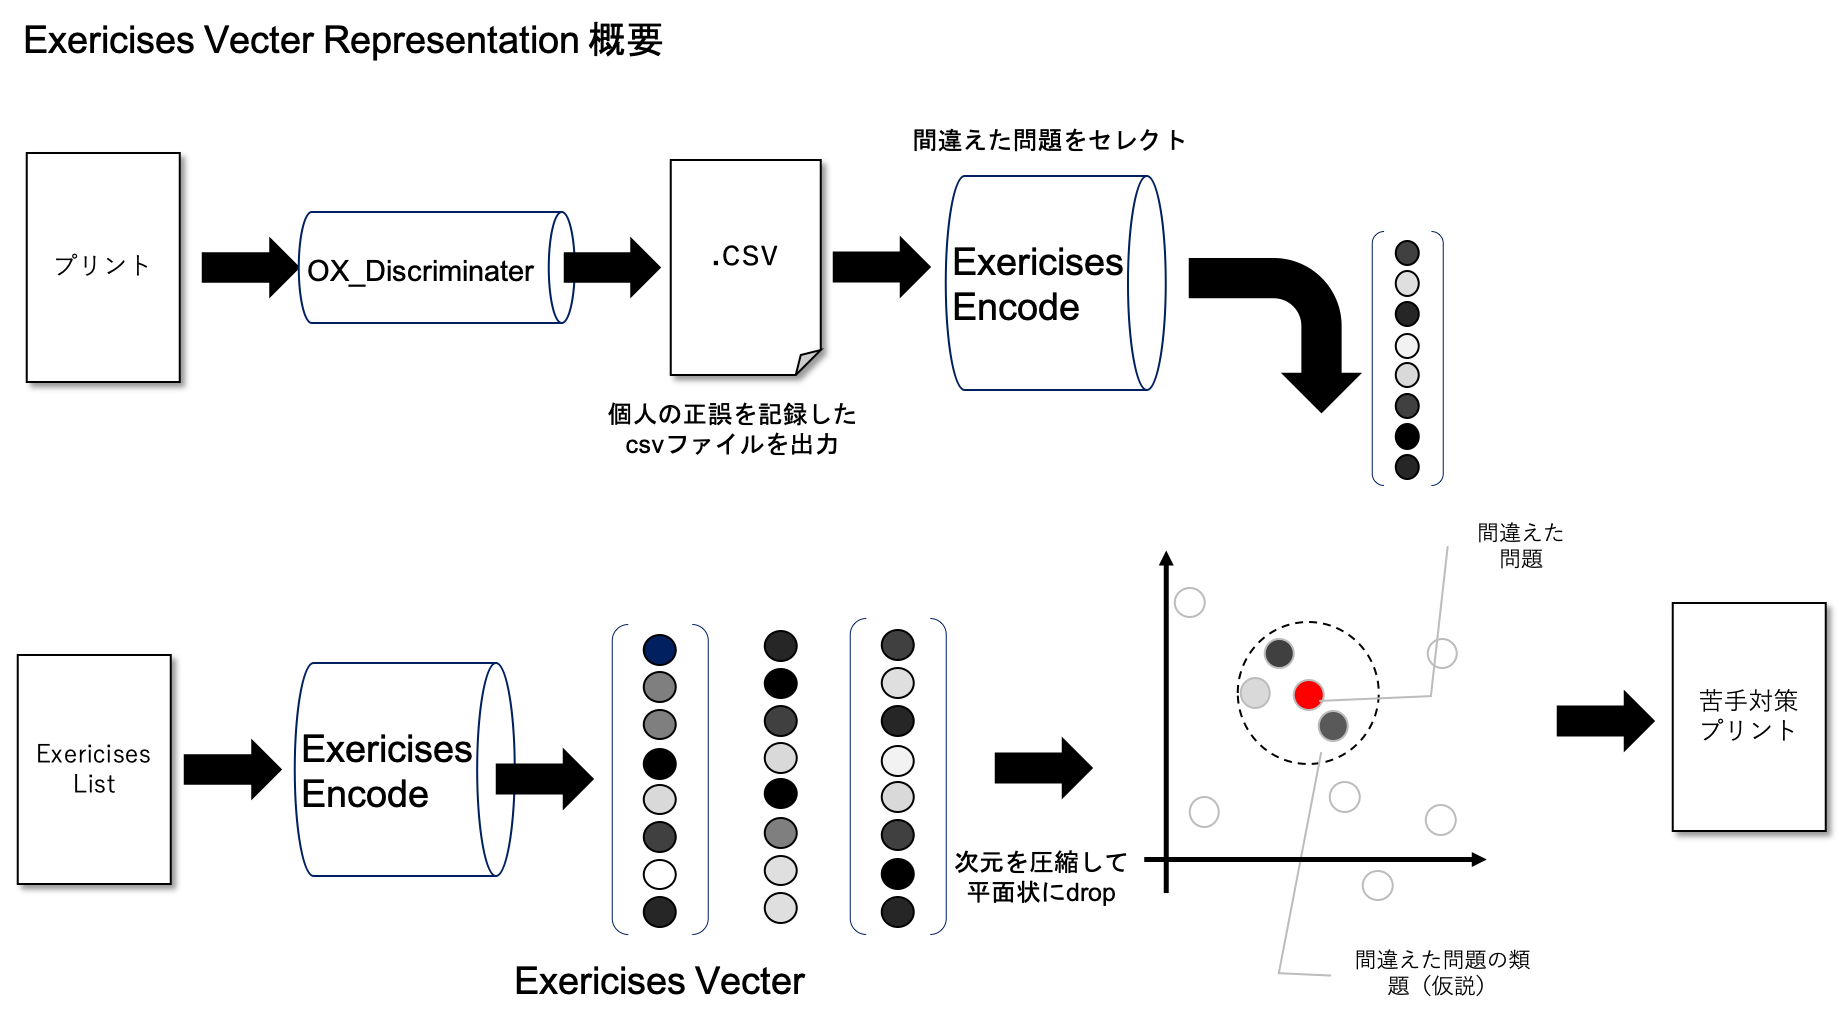 Exericises Vecter Representation 概要
間違えた問題をセレクト
プリント
OX_Discriminater
.csv
Exericises
Encode
個人の正誤を記録した
csvファイルを出力
間違えた
問題
Exericises
List
Exericises
Encode
次元を圧縮して
平面状にdrop
苦手対策
プリント
Exericises Vecter
間違えた問題の類
題（仮説）